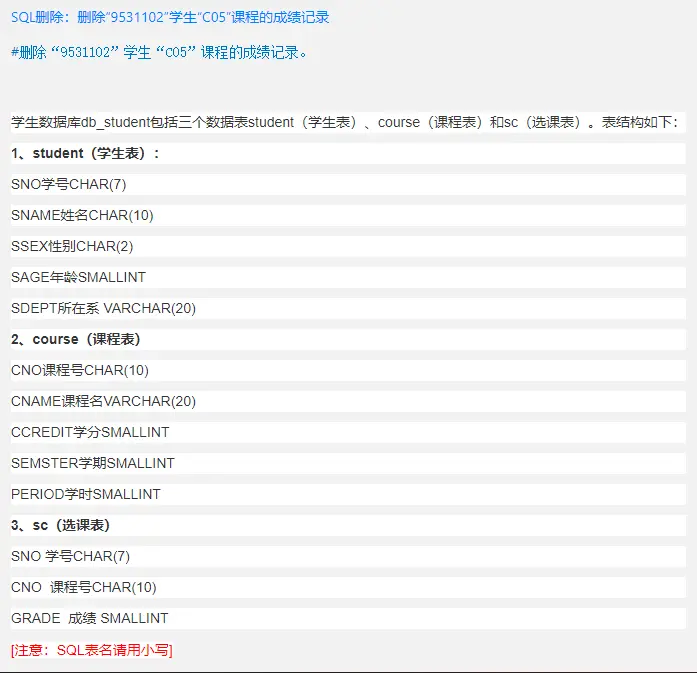 SQL删除：删除"9531102"学生"C05"课程的成绩记录
#删除“9531102”学生“C05”课程的成绩记录。
学生数据库db_student包括三个数据表student（学生表）、course（课程表）和sc（选课表）。表结构如下：
1、student（学生表）：
SNO学号CHAR(7)
SNAME姓名CHAR(10)
SSEX性别CHAR(2)
SAGE年龄SMALLINT
SDEPT所在系 VARCHAR(20)
2、course（课程表）
CNO课程号CHAR(10)
CNAME课程名VARCHAR(20)
CCREDIT学分SMALLINT
SEMSTER学期SMALLINT
PERIOD学时SMALLINT
3、sc（选课表）
SNO 学号CHAR(7)
CNO  课程号CHAR(10)
GRADE  成绩 SMALLINT
[注意：SQL表名请用小写]